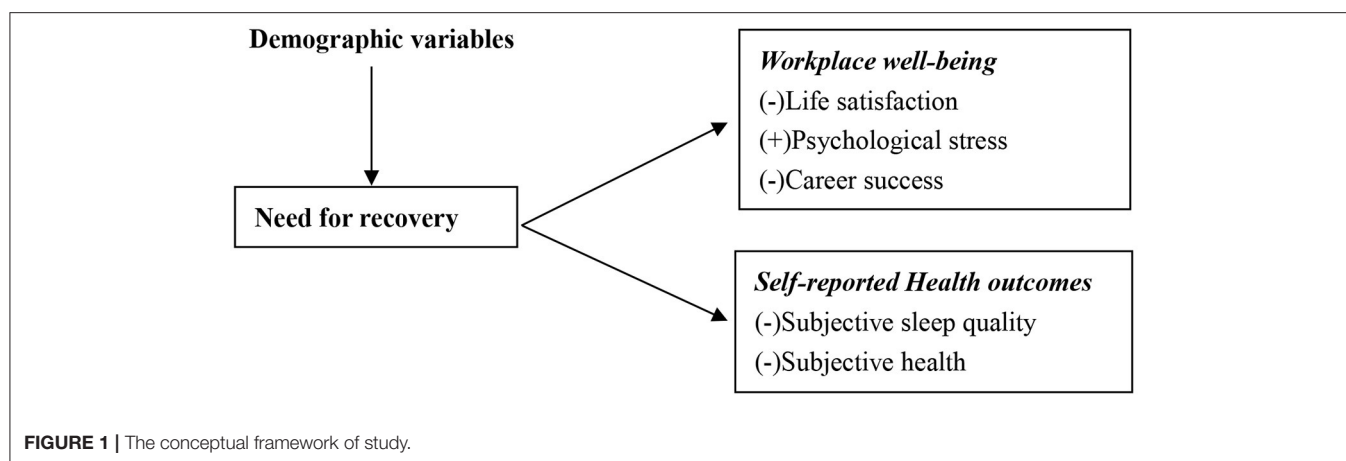 Demographic variables
Need for recovery
Workplace well-being
(-)Life satisfaction
(+)Psychological stress
(-)Career success
Self-reported Health outcomes
(-)Subjective sleep quality
(-)Subjective health
FIGURE 1 | The conceptual framework of study.